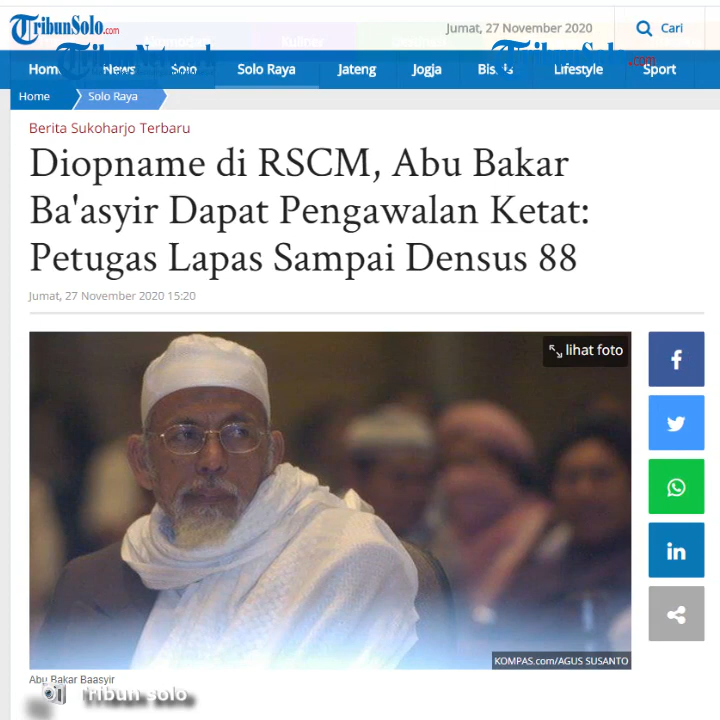 TribunSolo.com
Jumat, 27 November 2020
Cari
Home News Solo Solo Raya Jateng Jogja Bisnis Lifestyle Sport
Home Solo Raya
Berita Sukoharjo Terbaru
Diopname di RSCM, Abu Bakar
Ba'asyir Dapat Pengawalan Ketat:
Petugas Lapas Sampai Densus 88
Jumat, 27 November 2020 15:20
lihat foto
KOMPAS.com/AGUS SUSANTO
Abu Bakar Baasyir
Tribun solo